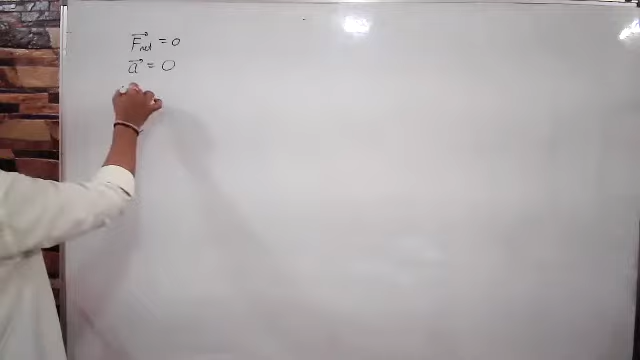 F⃗net = 0
a⃗ = 0